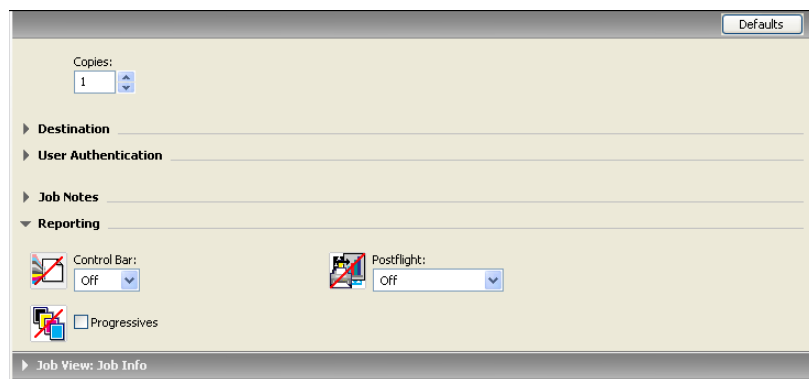 Defaults
Copies:
1
Destination
User Authentication
Job Notes
Reporting
Control Bar:
Off
Postflight:
Off
Progressives
Job View: Job Info